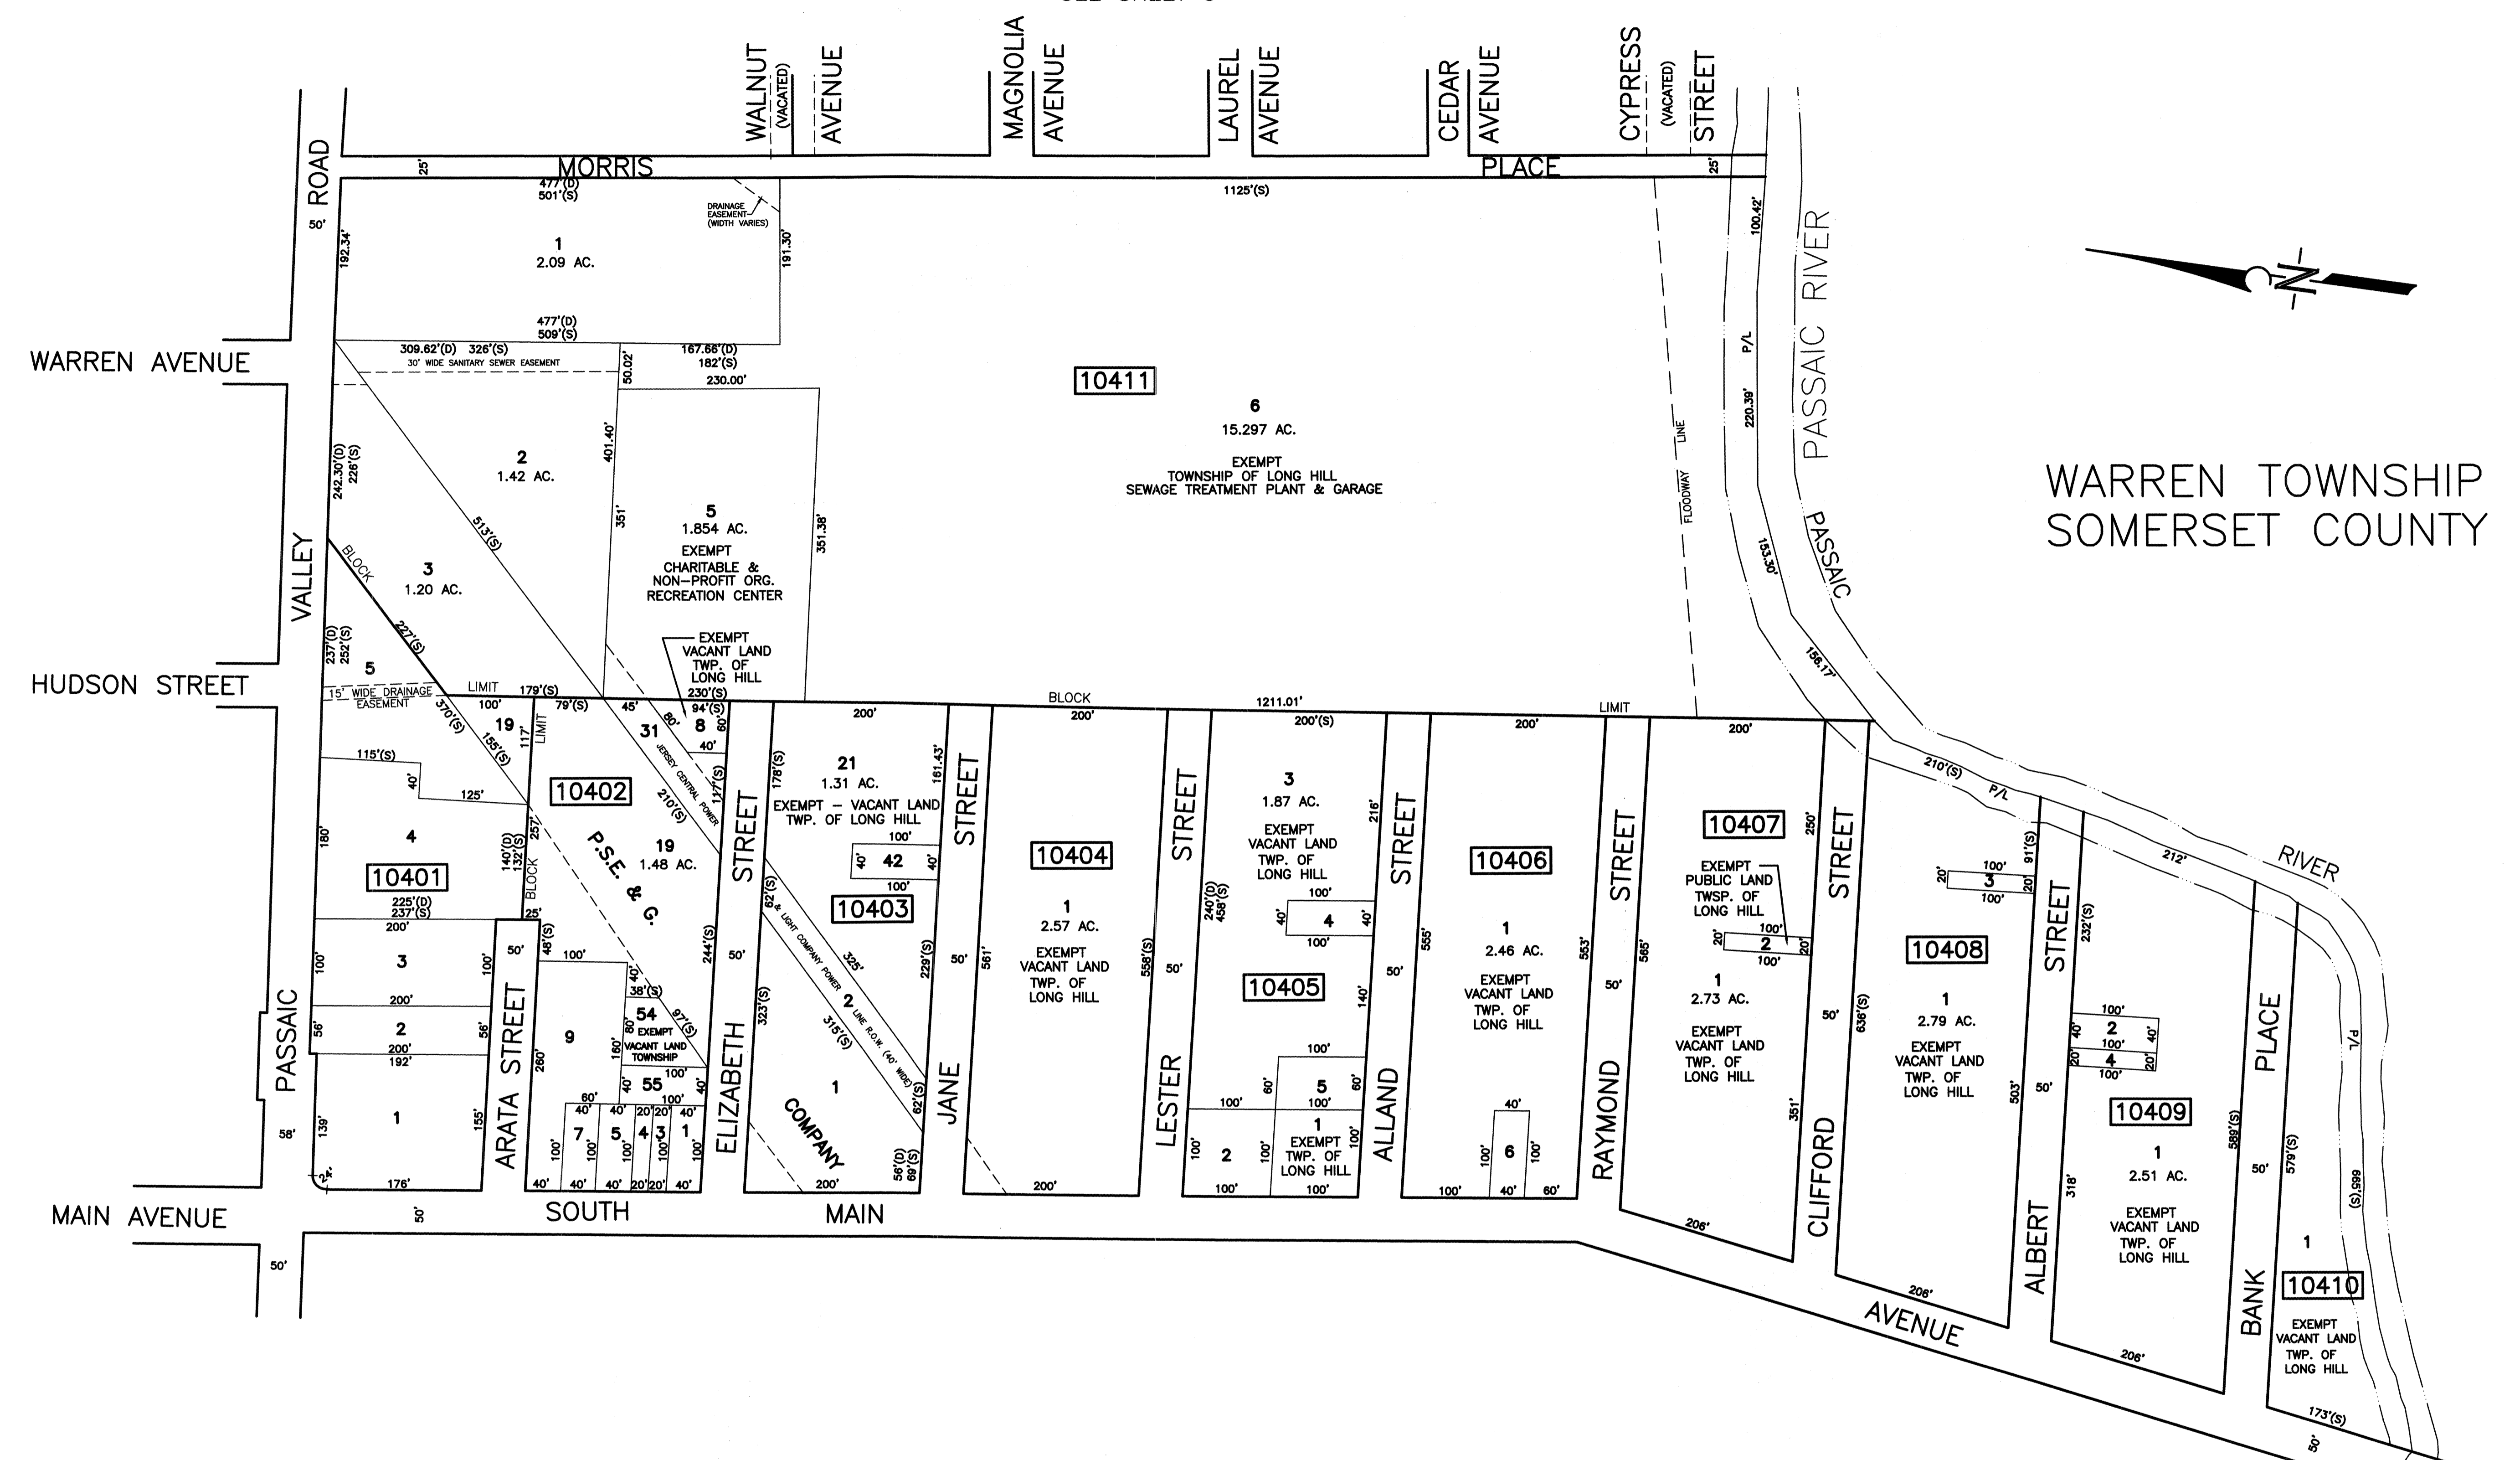 WALNUT
(VACATED)
AVENUE
MAGNOLIA
AVENUE
LAUREL
AVENUE
CEDAR
AVENUE
CYPRESS
(VACATED)
STREET
ROAD
50'
25'
MORRIS
PLACE
25'
477'(D)
501'(S)
1125'(S)
DRAINAGE
EASEMENT
(WIDTH VARIES)
192.34'
1
2.09 AC.
191.30'
100.42'
PASSAIC RIVER
N
477'(D)
509'(S)
WARREN AVENUE
309.62'(D) 326'(S)
30' WIDE SANITARY SEWER EASEMENT
50.02'
167.66'(D)
182'(S)
230.00'
10411
6
15.297 AC.
EXEMPT
TOWNSHIP OF LONG HILL
SEWAGE TREATMENT PLANT & GARAGE
P/L
220.39'
FLOODWAY LINE
WARREN TOWNSHIP
SOMERSET COUNTY
242.30'(D)
226'(S)
2
1.42 AC.
401.40'
351'
513'(S)
5
1.854 AC.
EXEMPT
CHARITABLE &
NON-PROFIT ORG.
RECREATION CENTER
351.38'
153.30'
PASSAIC
156.17'
VALLEY
BLOCK
3
1.20 AC.
227'(S)
237'(D)
252'(S)
5
EXEMPT
VACANT LAND
TWP. OF
LONG HILL
230'(S)
HUDSON STREET
15' WIDE DRAINAGE
EASEMENT
LIMIT
179'(S)
BLOCK
1211.01'
LIMIT
370'(S)
100'
79'(S)
45'
80'
94'(S)
8
60'
40'
19
117'
LIMIT
155'(S)
31
JERSEY CENTRAL POWER
117'(S)
210'(S)
115'(S)
40'
125'
10402
257'
P.S.E. & G.
19
1.48 AC.
180'
4
10401
140'(D)
132'(S)
BLOCK
225'(D)
237'(S)
200'
25'
100'
3
100'
200'
50'
48'(S)
100'
40'
38'(S)
54
EXEMPT
VACANT LAND
TOWNSHIP
97'(S)
80'
160'
100'
40'
55
40'
100'
9
260'
PASSAIC
56'
2
56'
200'
192'
1
139'
155'
58'
24'
176'
ARATA STREET
60'
40'
40'
20'
20'
40'
7
5
4
3
1
100'
100'
100'
100'
100'
40'
40'
40'
20'
20'
40'
244'(S)
50'
ELIZABETH
STREET
200'
178'(S)
21
1.31 AC.
EXEMPT - VACANT LAND
TWP. OF LONG HILL
161.43'
100'
40'
42
40'
100'
10403
62'(S)
& LIGHT COMPANY POWER
LINE R.O.W. (40' WIDE)
325'
2
315'(S)
229'(S)
323'(S)
1
COMPANY
62'(S)
56'(D)
69'(S)
200'
JANE
STREET
50'
200'
10404
1
2.57 AC.
EXEMPT
VACANT LAND
TWP. OF
LONG HILL
561'
558'(S)
200'
LESTER
STREET
50'
200'(S)
3
1.87 AC.
EXEMPT
VACANT LAND
TWP. OF
LONG HILL
216'
240'(D)
458'(S)
100'
40'
4
40'
100'
10405
140'
100'
60'
5
60'
100'
100'
100'
2
100'
1
EXEMPT
TWP. OF
LONG HILL
100'
100'
100'
ALLAND
STREET
50'
200'
10406
1
2.46 AC.
EXEMPT
VACANT LAND
TWP. OF
LONG HILL
555'
553'
40'
100'
6
100'
100'
40'
60'
RAYMOND
STREET
50'
200'
10407
250'
EXEMPT
PUBLIC LAND
TWSP. OF
LONG HILL
100'
20'
2
20'
100'
565'
1
2.73 AC.
EXEMPT
VACANT LAND
TWP. OF
LONG HILL
351'
206'
CLIFFORD
STREET
50'
210'(S)
P/L
91'(S)
100'
20'
3
20'
100'
10408
636'(S)
1
2.79 AC.
EXEMPT
VACANT LAND
TWP. OF
LONG HILL
503'
206'
ALBERT
STREET
50'
212'
RIVER
232'(S)
100'
40'
2
40'
100'
20'
4
20'
100'
10409
1
2.51 AC.
EXEMPT
VACANT LAND
TWP. OF
LONG HILL
318'
589'(S)
206'
BANK
PLACE
50'
579'(S)
P/L
665'(S)
1
10410
EXEMPT
VACANT LAND
TWP. OF
LONG HILL
173'(S)
50'
MAIN AVENUE
50'
50'
SOUTH
MAIN
AVENUE